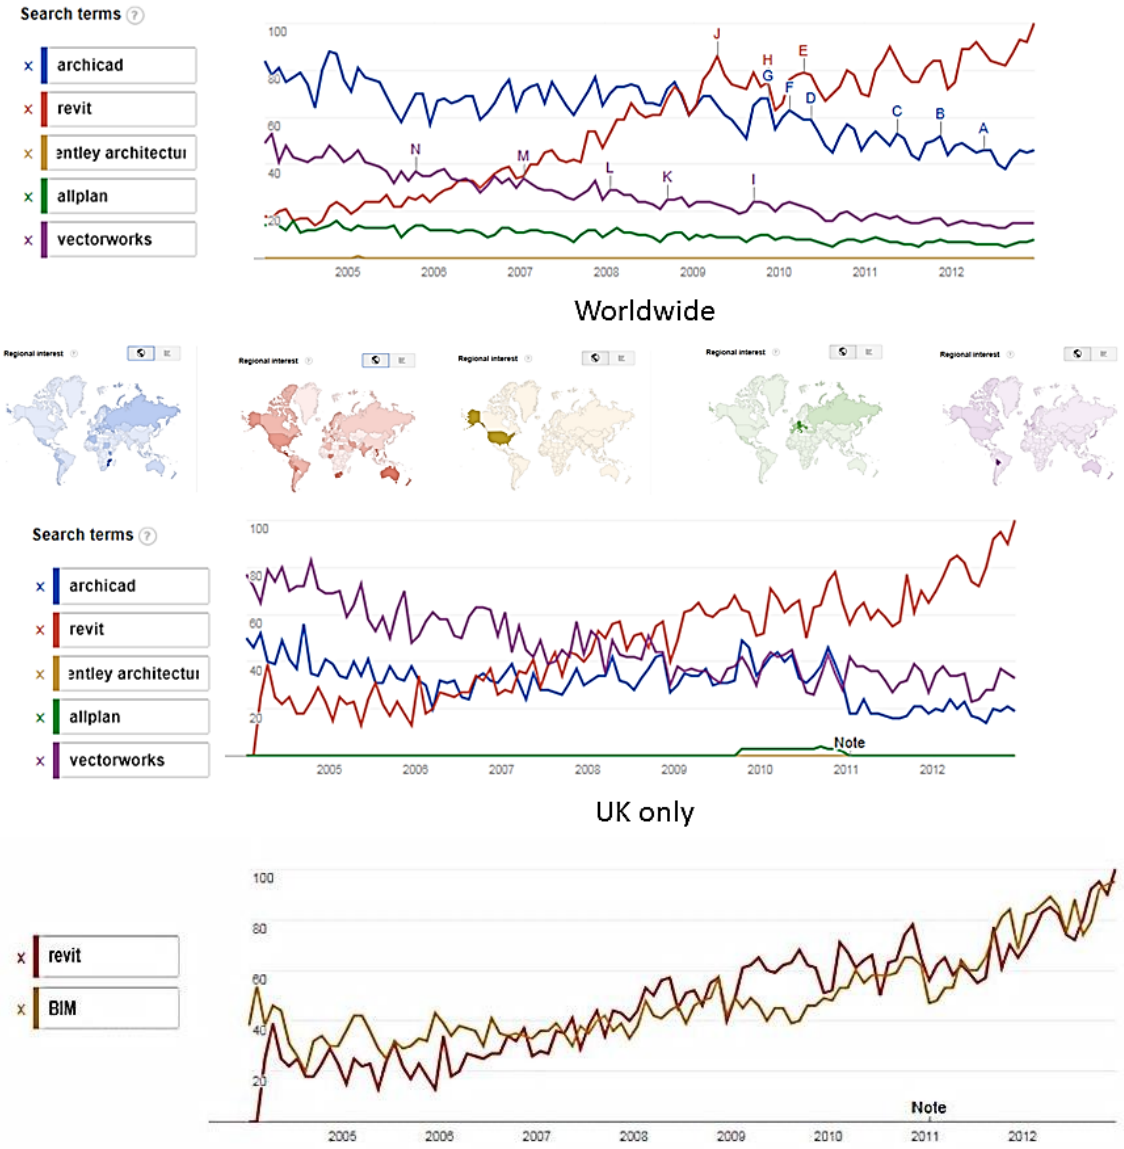 Search terms ?
x archicad
x revit
x entley architectur
x allplan
x vectorworks
100
80
60
40
20
J
H
G
E
F
D
C
B
A
N
M
L
K
I
2005 2006 2007 2008 2009 2010 2011 2012
Worldwide
Regional interest ?
Regional interest ?
Regional interest ?
Regional interest ?
Regional interest ?
Search terms ?
x archicad
x revit
x entley architectur
x allplan
x vectorworks
100
80
60
40
20
Note
2005 2006 2007 2008 2009 2010 2011 2012
UK only
x revit
x BIM
100
80
60
40
20
Note
2005 2006 2007 2008 2009 2010 2011 2012